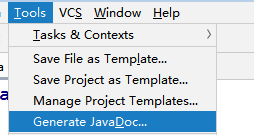 Tools VCS Window Help
Tasks & Contexts
Save File as Template...
Save Project as Template...
Manage Project Templates...
Generate JavaDoc...